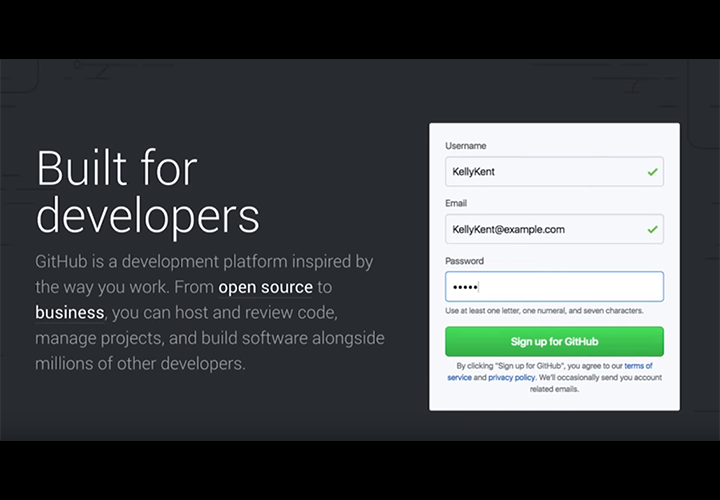 Built for
developers
GitHub is a development platform inspired by
the way you work. From open source to
business, you can host and review code,
manage projects, and build software alongside
millions of other developers.
Username
KellyKent
Email
KellyKent@example.com
Password
•••••
Use at least one letter, one numeral, and seven characters.
Sign up for GitHub
By clicking "Sign up for GitHub", you agree to our terms of
service and privacy policy. We'll occasionally send you account
related emails.